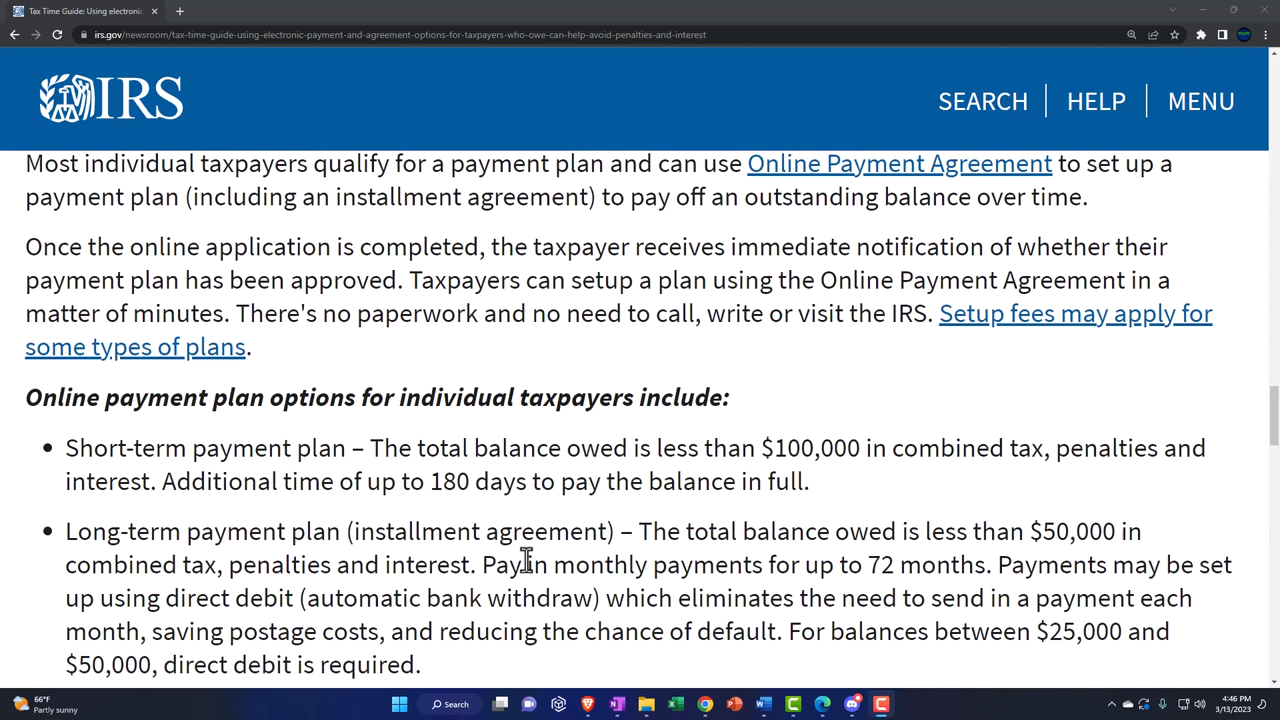 Tax Time Guide: Using electronic
irs.gov/newsroom/tax-time-guide-using-electronic-payment-and-agreement-options-for-taxpayers-who-owe-can-help-avoid-penalties-and-interest
IRS
SEARCH HELP MENU
Most individual taxpayers qualify for a payment plan and can use Online Payment Agreement to set up a
payment plan (including an installment agreement) to pay off an outstanding balance over time.
Once the online application is completed, the taxpayer receives immediate notification of whether their
payment plan has been approved. Taxpayers can setup a plan using the Online Payment Agreement in a
matter of minutes. There's no paperwork and no need to call, write or visit the IRS. Setup fees may apply for
some types of plans.
Online payment plan options for individual taxpayers include:
• Short-term payment plan – The total balance owed is less than $100,000 in combined tax, penalties and
interest. Additional time of up to 180 days to pay the balance in full.
• Long-term payment plan (installment agreement) – The total balance owed is less than $50,000 in
combined tax, penalties and interest. Pay in monthly payments for up to 72 months. Payments may be set
up using direct debit (automatic bank withdraw) which eliminates the need to send in a payment each
month, saving postage costs, and reducing the chance of default. For balances between $25,000 and
$50,000, direct debit is required.
66°F
Partly sunny
Search
4:46 PM
3/13/2023